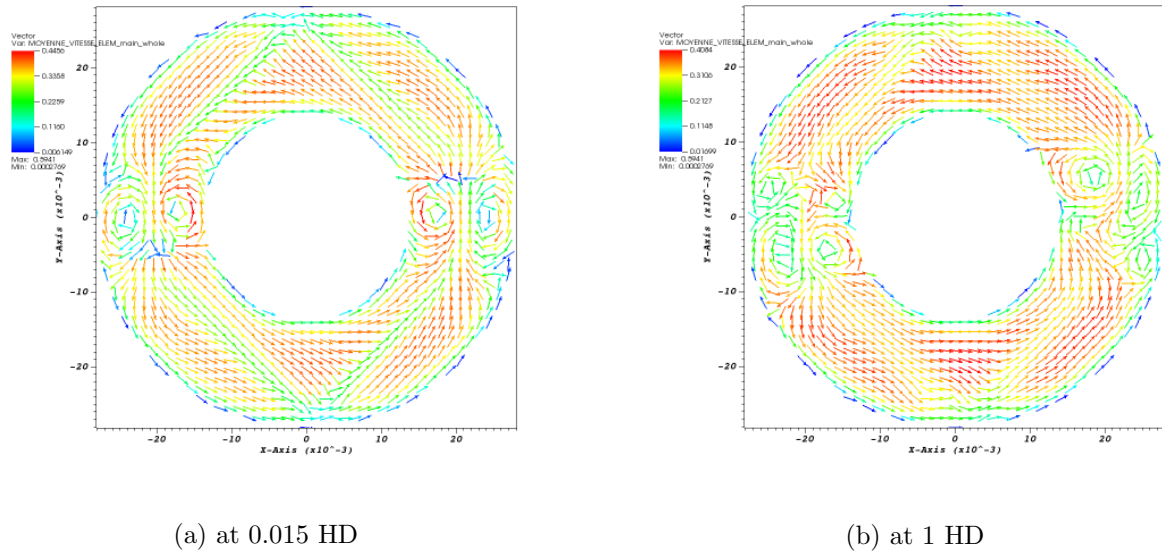 Vector
Var: MOYENNE_VITESSE_ELEM_main_whole
0.4456
0.3358
0.2259
0.1160
0.006149
Max: 0.5941
Min: 0.0002769
Y-Axis (x10^-3)
20
10
0
-10
-20
-20 -10 0 10 20
X-Axis (x10^-3)
Vector
Var: MOYENNE_VITESSE_ELEM_main_whole
0.4084
0.3106
0.2127
0.1148
0.01699
Max: 0.5941
Min: 0.0002769
Y-Axis (x10^-3)
20
10
0
-10
-20
-20 -10 0 10 20
X-Axis (x10^-3)
(a) at 0.015 HD
(b) at 1 HD